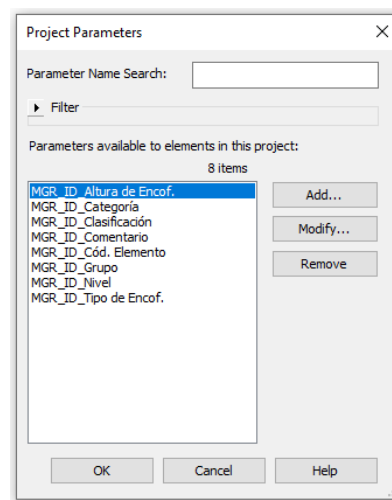 Project Parameters
Parameter Name Search:
Filter
Parameters available to elements in this project:
8 items
MGR_ID_Altura de Encof.
MGR_ID_Categoría
MGR_ID_Clasificación
MGR_ID_Comentario
MGR_ID_Cód. Elemento
MGR_ID_Grupo
MGR_ID_Nivel
MGR_ID_Tipo de Encof.
Add...
Modify...
Remove
OK
Cancel
Help